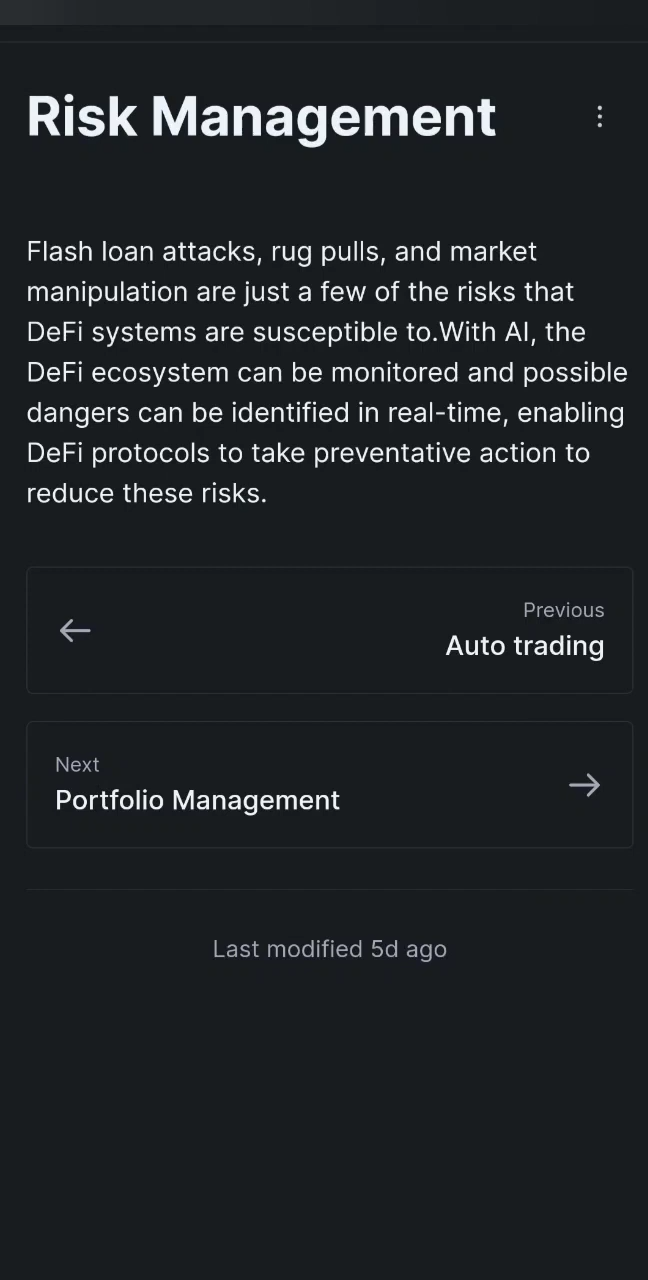 Risk Management
Flash loan attacks, rug pulls, and market
manipulation are just a few of the risks that
DeFi systems are susceptible to.With AI, the
DeFi ecosystem can be monitored and possible
dangers can be identified in real-time, enabling
DeFi protocols to take preventative action to
reduce these risks.
Previous
Auto trading
Next
Portfolio Management
Last modified 5d ago